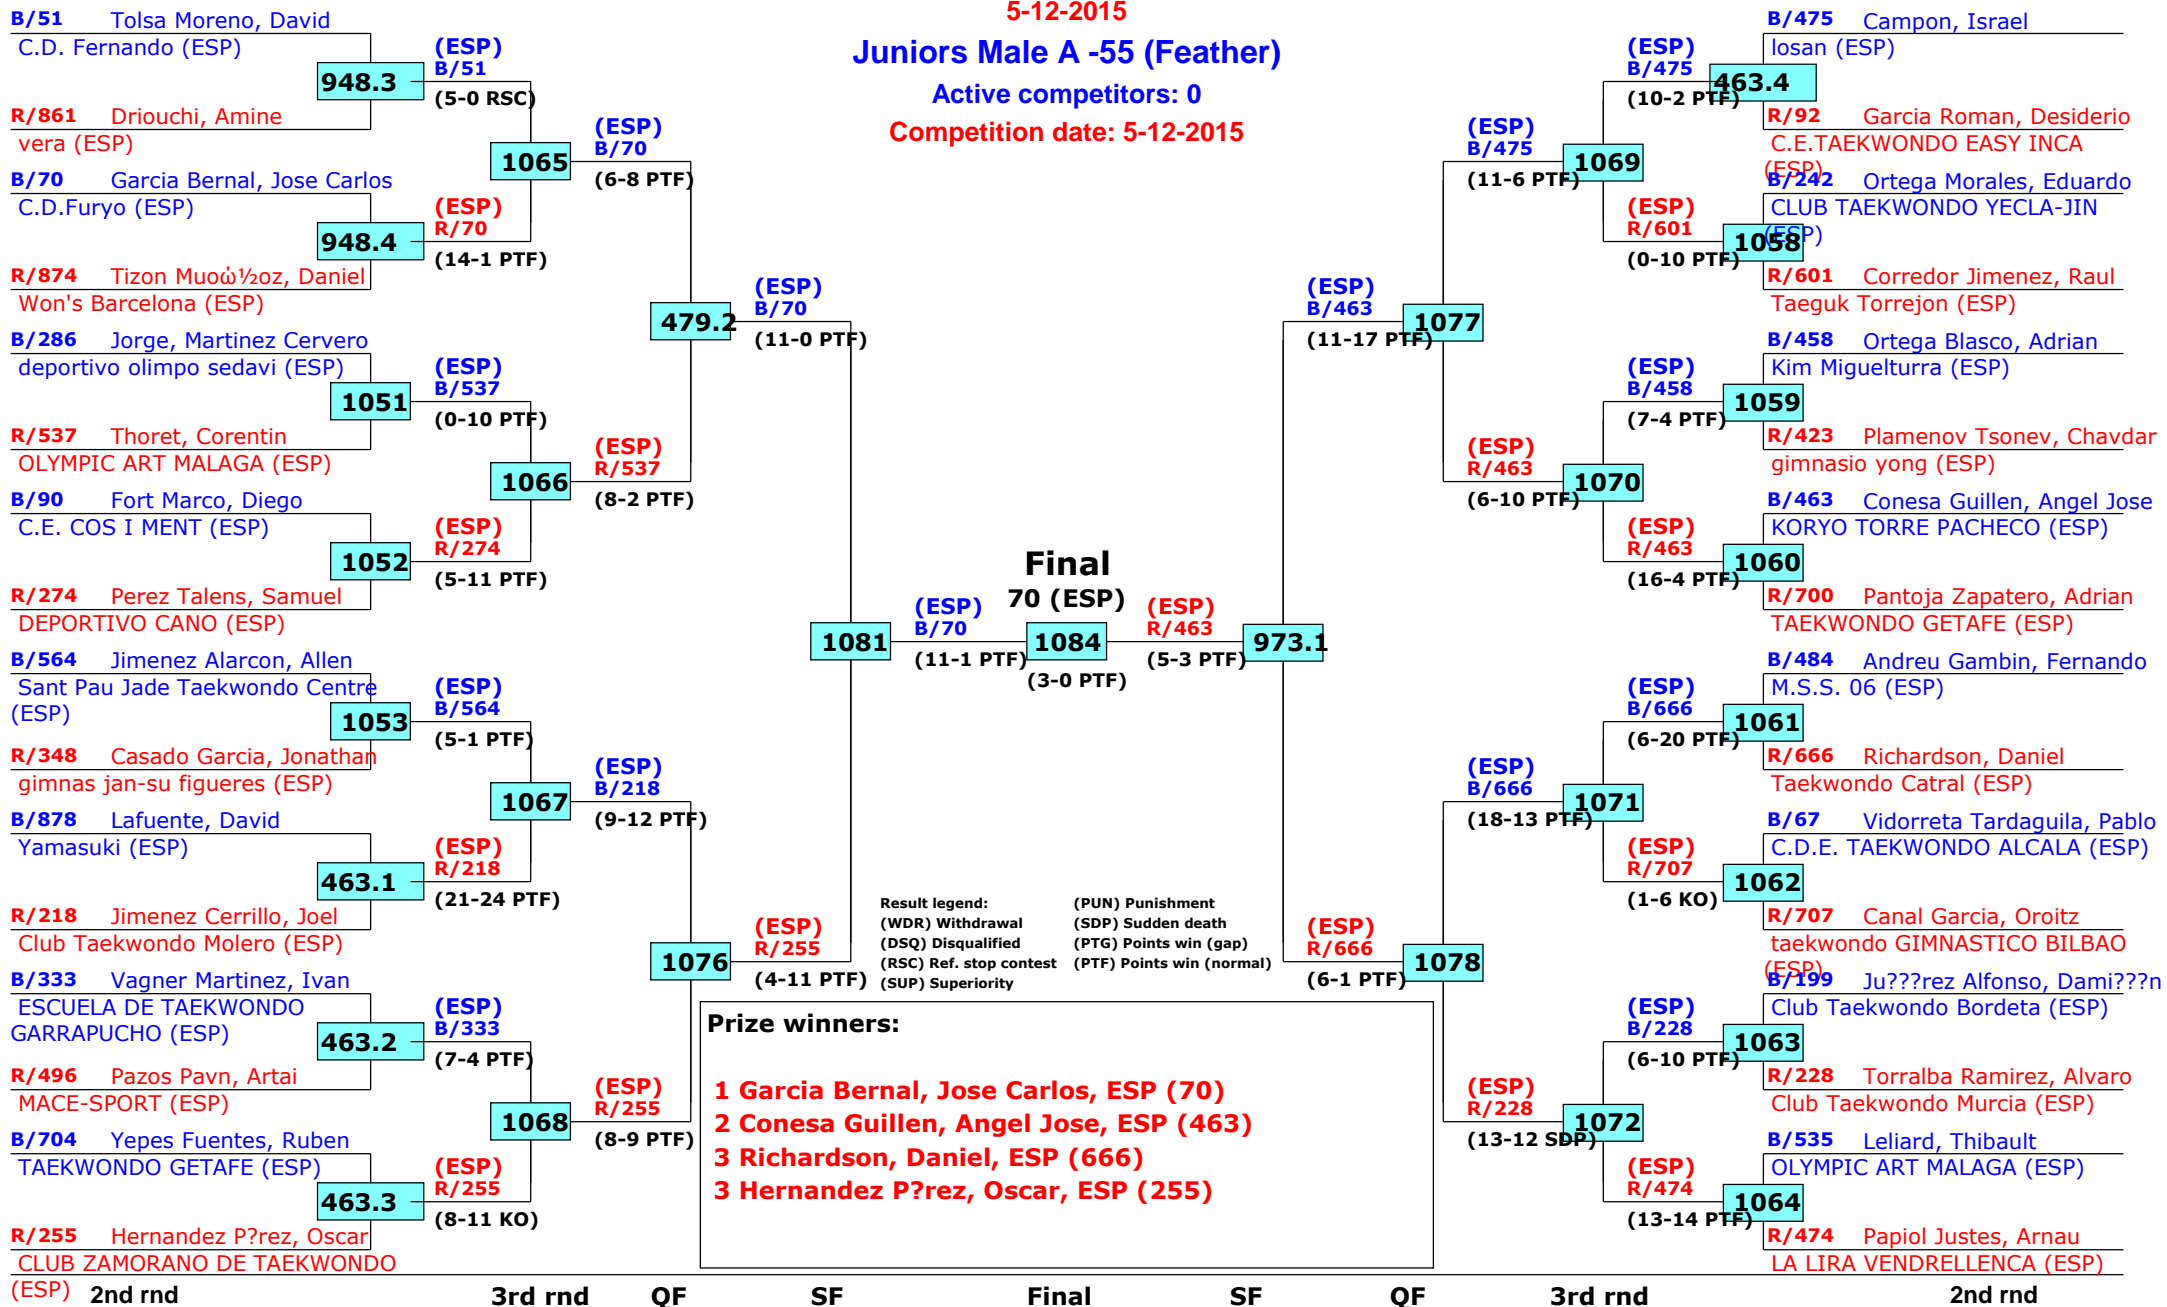 5-12-2015
Juniors Male A -55 (Feather)
Active competitors: 0
Competition date: 5-12-2015
B/51 Tolsa Moreno, David
C.D. Fernando (ESP)
948.3
(ESP)
B/51
(5-0 RSC)
R/861 Driouchi, Amine
vera (ESP)
1065
(ESP)
B/70
(6-8 PTF)
B/70 Garcia Bernal, Jose Carlos
C.D.Furyo (ESP)
948.4
(ESP)
R/70
(14-1 PTF)
R/874 Tizon Muoώ½oz, Daniel
Won's Barcelona (ESP)
479.2
(ESP)
B/70
(11-0 PTF)
B/286 Jorge, Martinez Cervero
deportivo olimpo sedavi (ESP)
1051
(ESP)
B/537
(0-10 PTF)
R/537 Thoret, Corentin
OLYMPIC ART MALAGA (ESP)
1066
(ESP)
R/537
(8-2 PTF)
B/90 Fort Marco, Diego
C.E. COS I MENT (ESP)
1052
(ESP)
R/274
(5-11 PTF)
R/274 Perez Talens, Samuel
DEPORTIVO CANO (ESP)
1081
(ESP)
B/70
(11-1 PTF)
B/564 Jimenez Alarcon, Allen
Sant Pau Jade Taekwondo Centre
(ESP)
1053
(ESP)
B/564
(5-1 PTF)
R/348 Casado Garcia, Jonathan
gimnas jan-su figueres (ESP)
1067
(ESP)
B/218
(9-12 PTF)
B/878 Lafuente, David
Yamasuki (ESP)
463.1
(ESP)
R/218
(21-24 PTF)
R/218 Jimenez Cerrillo, Joel
Club Taekwondo Molero (ESP)
1076
(ESP)
R/255
(4-11 PTF)
B/333 Vagner Martinez, Ivan
ESCUELA DE TAEKWONDO
GARRAPUCHO (ESP)
463.2
(ESP)
B/333
(7-4 PTF)
R/496 Pazos Pavn, Artai
MACE-SPORT (ESP)
1068
(ESP)
R/255
(8-9 PTF)
B/704 Yepes Fuentes, Ruben
TAEKWONDO GETAFE (ESP)
463.3
(ESP)
R/255
(8-11 KO)
R/255 Hernandez P?rez, Oscar
CLUB ZAMORANO DE TAEKWONDO
(ESP)
Final
70 (ESP)
1084
(3-0 PTF)
(ESP)
R/463
(5-3 PTF)
973.1
B/475 Campon, Israel
losan (ESP)
463.4
(ESP)
B/475
(10-2 PTF)
R/92 Garcia Roman, Desiderio
C.E.TAEKWONDO EASY INCA
(ESP)
1069
(ESP)
B/475
(11-6 PTF)
B/242 Ortega Morales, Eduardo
CLUB TAEKWONDO YECLA-JIN
(ESP)
1058
(ESP)
R/601
(0-10 PTF)
R/601 Corredor Jimenez, Raul
Taeguk Torrejon (ESP)
1077
(ESP)
B/463
(11-17 PTF)
B/458 Ortega Blasco, Adrian
Kim Miguelturra (ESP)
1059
(ESP)
B/458
(7-4 PTF)
R/423 Plamenov Tsonev, Chavdar
gimnasio yong (ESP)
1070
(ESP)
R/463
(6-10 PTF)
B/463 Conesa Guillen, Angel Jose
KORYO TORRE PACHECO (ESP)
1060
(ESP)
R/463
(16-4 PTF)
R/700 Pantoja Zapatero, Adrian
TAEKWONDO GETAFE (ESP)
B/484 Andreu Gambin, Fernando
M.S.S. 06 (ESP)
1061
(ESP)
B/666
(6-20 PTF)
R/666 Richardson, Daniel
Taekwondo Catral (ESP)
1071
(ESP)
B/666
(18-13 PTF)
B/67 Vidorreta Tardaguila, Pablo
C.D.E. TAEKWONDO ALCALA (ESP)
1062
(ESP)
R/707
(1-6 KO)
R/707 Canal Garcia, Oroitz
taekwondo GIMNASTICO BILBAO
(ESP)
1078
(ESP)
R/666
(6-1 PTF)
B/199 Ju???rez Alfonso, Dami???n
Club Taekwondo Bordeta (ESP)
1063
(ESP)
B/228
(6-10 PTF)
R/228 Torralba Ramirez, Alvaro
Club Taekwondo Murcia (ESP)
1072
(ESP)
R/228
(13-12 SDP)
B/535 Leliard, Thibault
OLYMPIC ART MALAGA (ESP)
1064
(ESP)
R/474
(13-14 PTF)
R/474 Papiol Justes, Arnau
LA LIRA VENDRELLENCA (ESP)
Result legend: (PUN) Punishment
(WDR) Withdrawal (SDP) Sudden death
(DSQ) Disqualified (PTG) Points win (gap)
(RSC) Ref. stop contest (PTF) Points win (normal)
(SUP) Superiority
Prize winners:
1 Garcia Bernal, Jose Carlos, ESP (70)
2 Conesa Guillen, Angel Jose, ESP (463)
3 Richardson, Daniel, ESP (666)
3 Hernandez P?rez, Oscar, ESP (255)
2nd rnd 3rd rnd QF SF Final SF QF 3rd rnd 2nd rnd